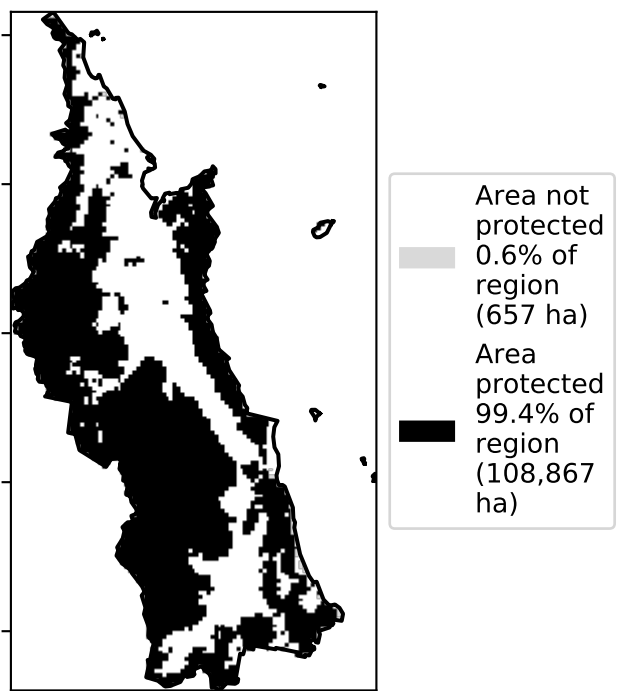 Area not
protected
0.6% of
region
(657 ha)
Area
protected
99.4% of
region
(108,867
ha)